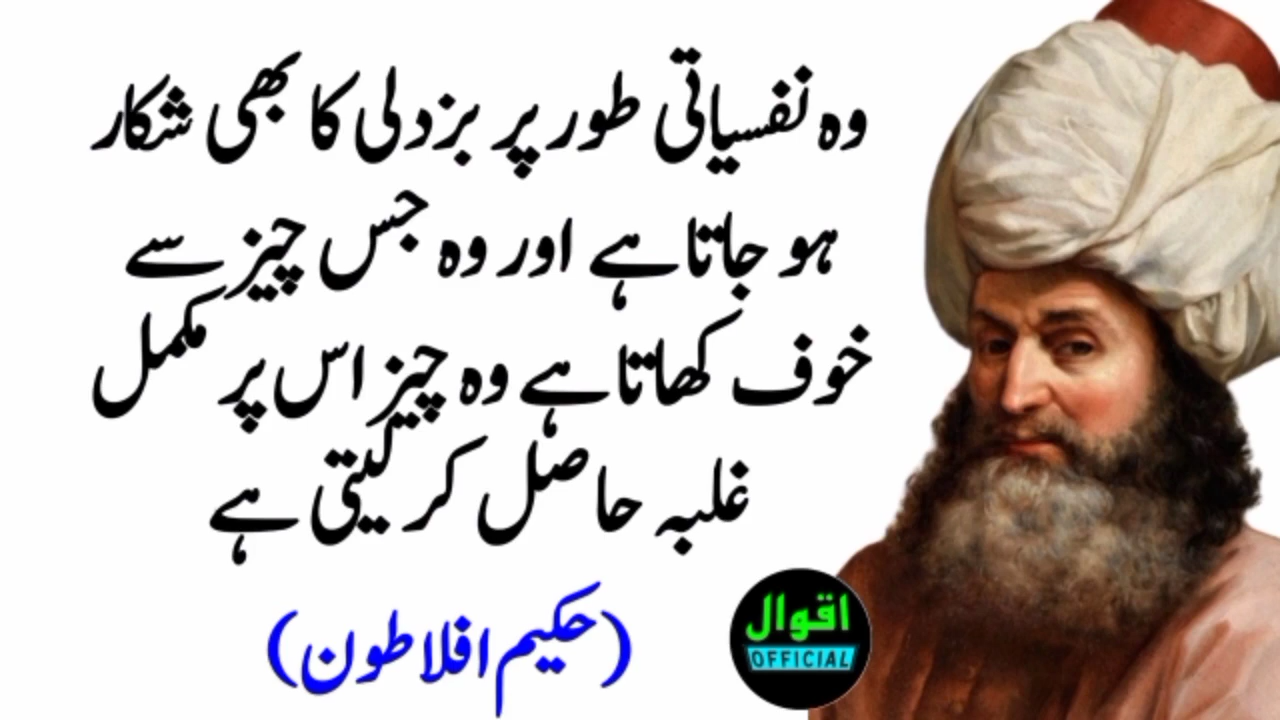 وہ نفسیاتی طور پر بزدلی کا بھی شکار
ہو جاتا ہے اور وہ جس چیز سے
خوف کھاتا ہے وہ چیز اس پر مکمل
غلبہ حاصل کر لیتی ہے
(حکیم افلاطون)
اقوال
OFFICIAL